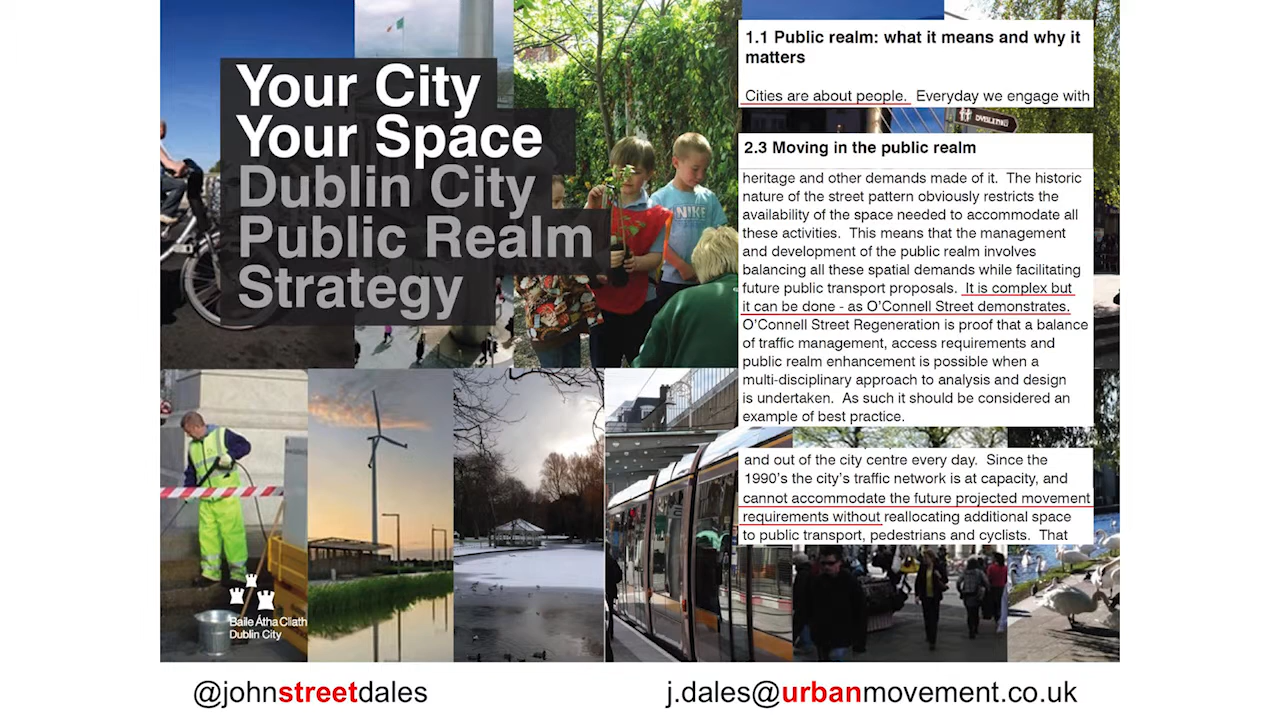 Your City
Your Space
Dublin City
Public Realm
Strategy
Baile Átha Cliath
Dublin City
NIKE
1.1 Public realm: what it means and why it
matters
Cities are about people. Everyday we engage with
2.3 Moving in the public realm
heritage and other demands made of it. The historic
nature of the street pattern obviously restricts the
availability of the space needed to accommodate all
these activities. This means that the management
and development of the public realm involves
balancing all these spatial demands while facilitating
future public transport proposals. It is complex but
it can be done - as O'Connell Street demonstrates.
O'Connell Street Regeneration is proof that a balance
of traffic management, access requirements and
public realm enhancement is possible when a
multi-disciplinary approach to analysis and design
is undertaken. As such it should be considered an
example of best practice.
and out of the city centre every day. Since the
1990's the city's traffic network is at capacity, and
cannot accommodate the future projected movement
requirements without reallocating additional space
to public transport, pedestrians and cyclists. That
@johnstreetdales
j.dales@urbanmovement.co.uk